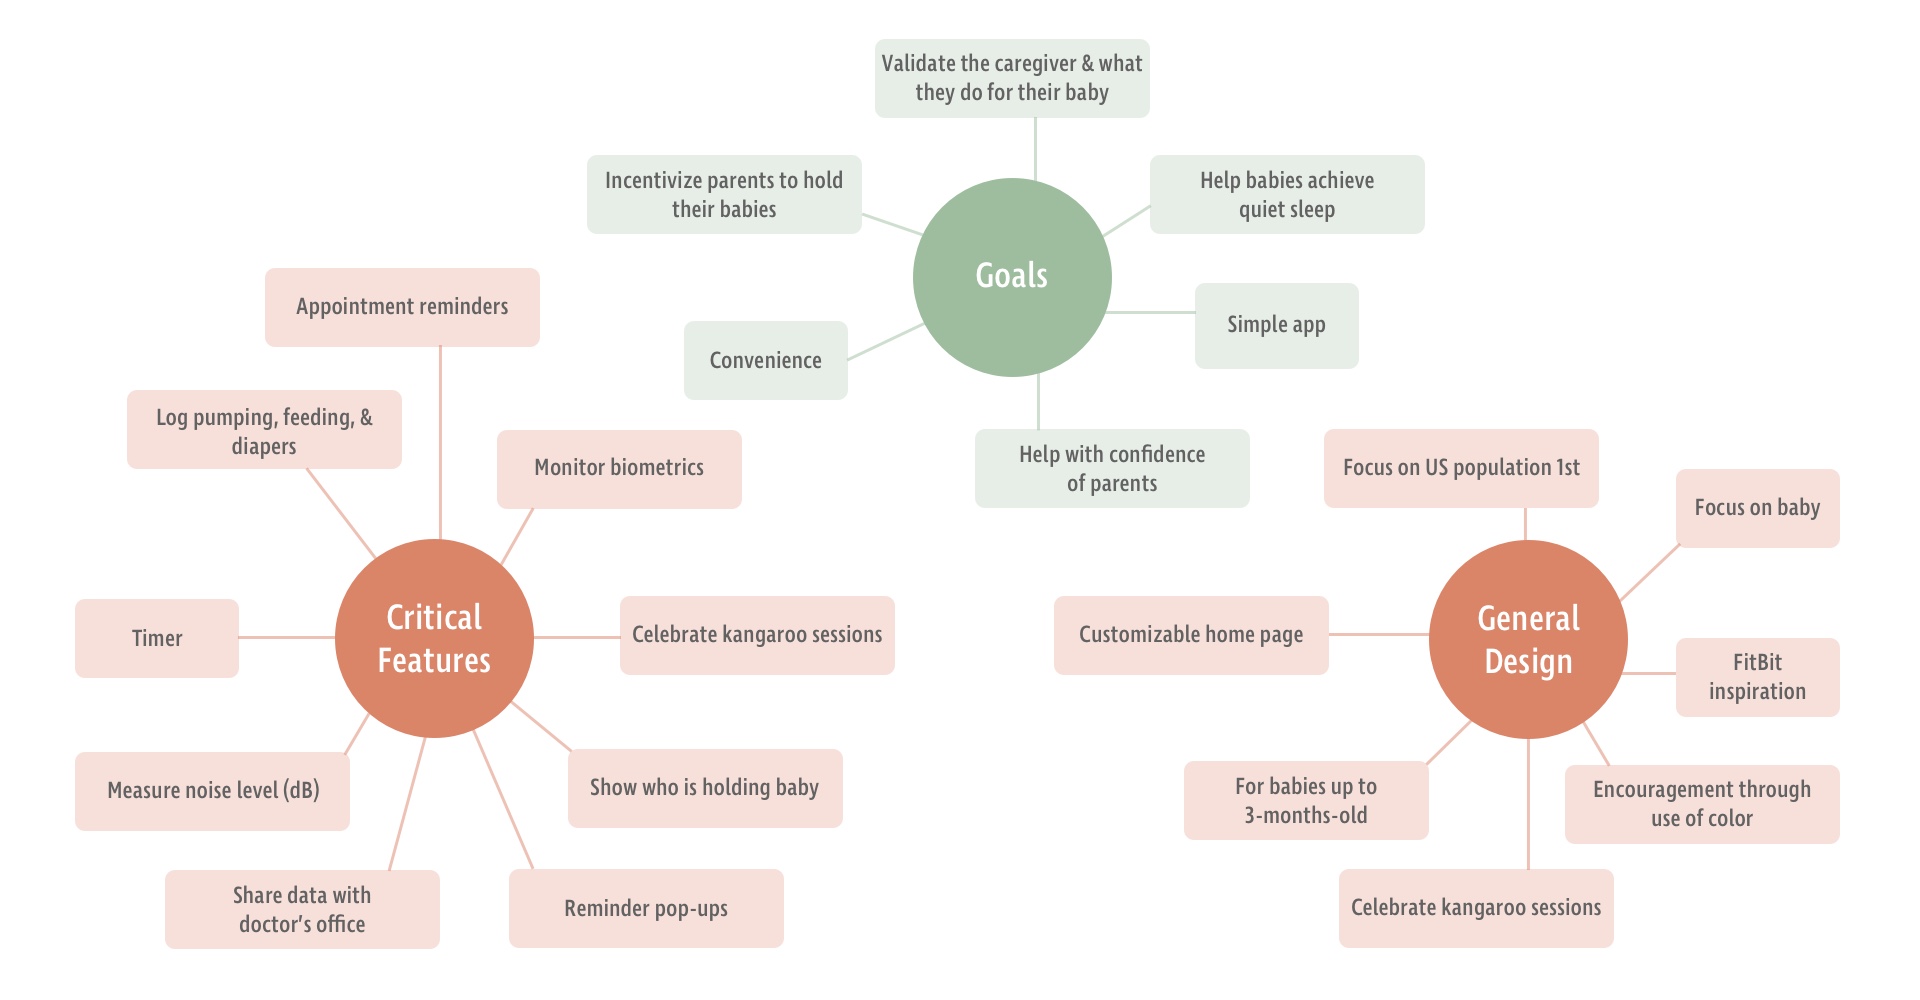 Validate the caregiver & what
they do for their baby
Incentivize parents to hold
their babies
Help babies achieve
quiet sleep
Goals
Simple app
Convenience
Help with confidence
of parents
Appointment reminders
Log pumping, feeding, &
diapers
Monitor biometrics
Critical
Features
Timer
Celebrate kangaroo sessions
Measure noise level (dB)
Show who is holding baby
Share data with
doctor's office
Reminder pop-ups
Focus on US population 1st
Focus on baby
General
Design
Customizable home page
FitBit
inspiration
For babies up to
3-months-old
Encouragement through
use of color
Celebrate kangaroo sessions